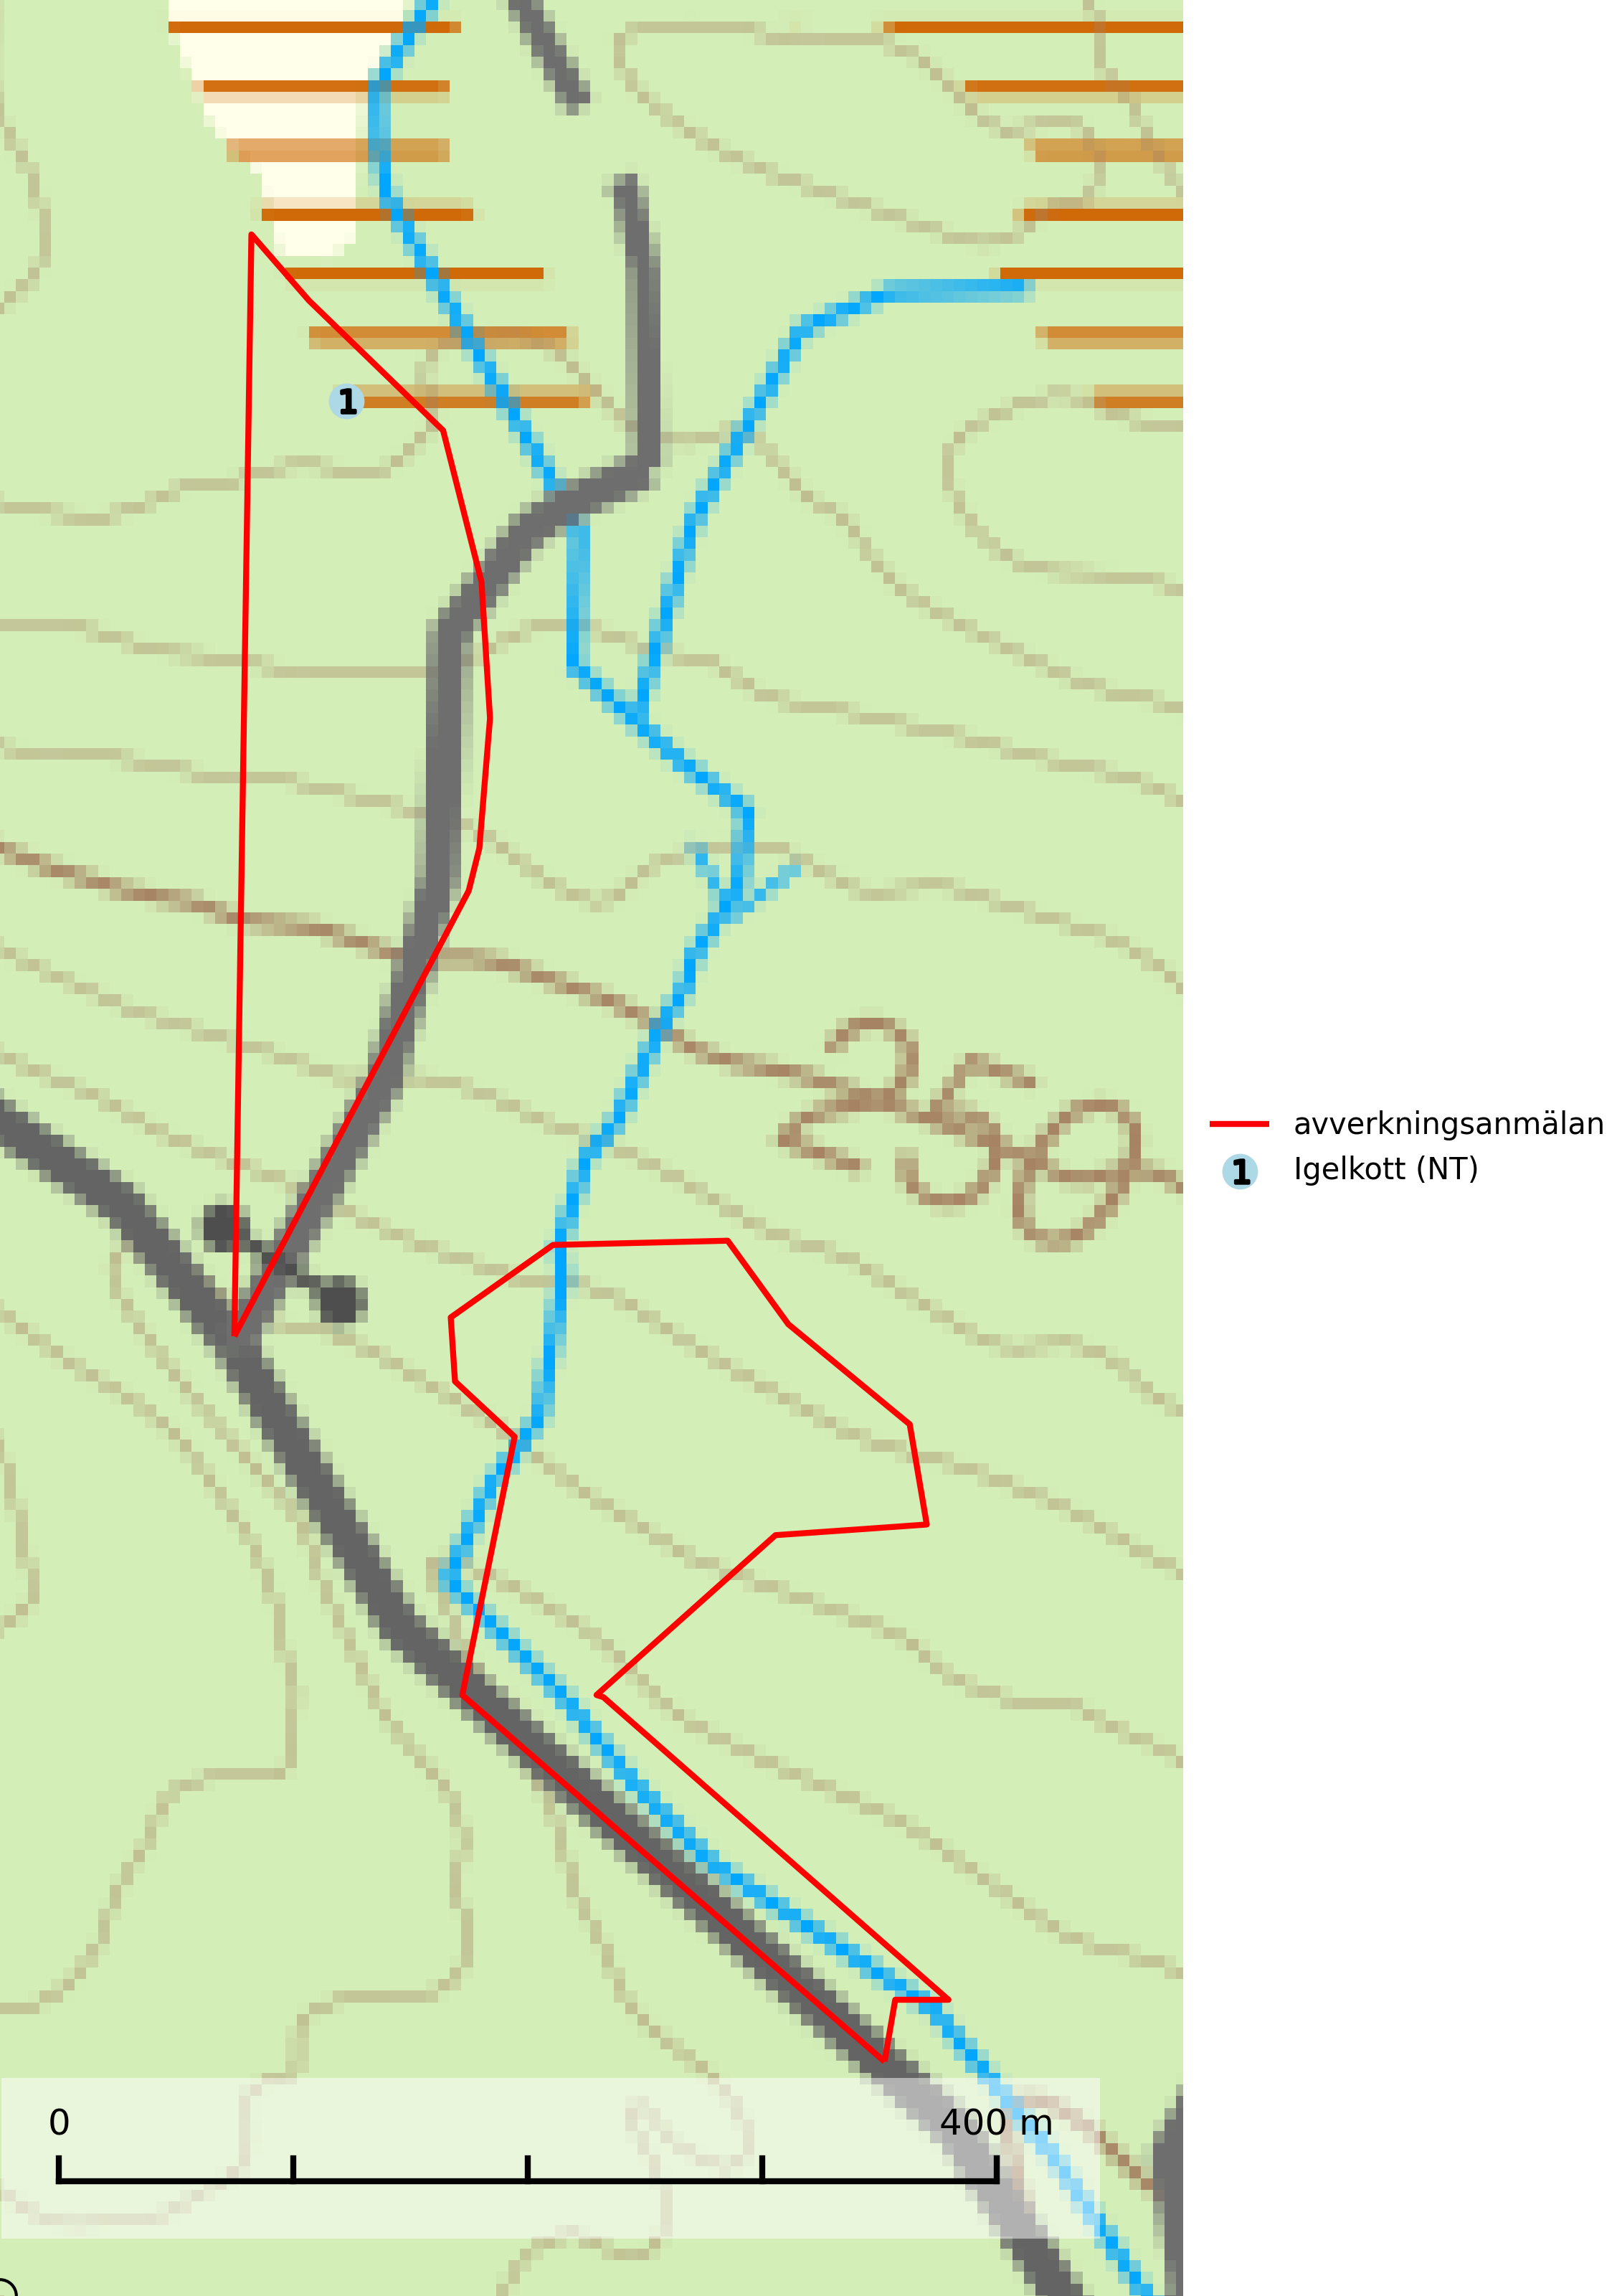 1
250
avverkningsanmälan
1 Igelkott (NT)
0 400 m